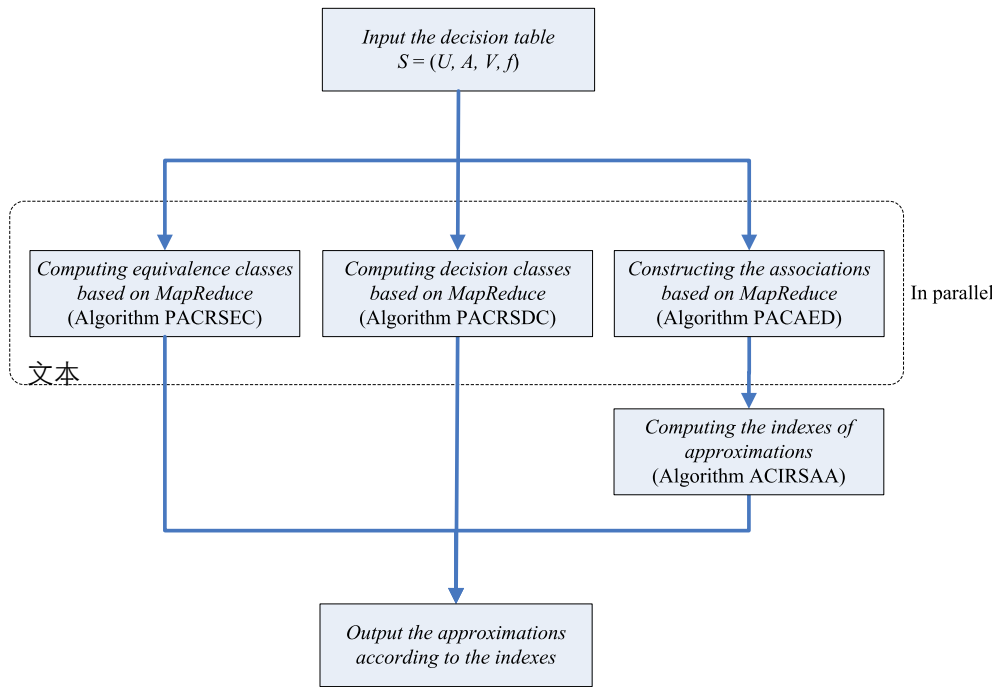 Input the decision table
S = (U, A, V, f)
Computing equivalence classes
based on MapReduce
(Algorithm PACRSEC)
Computing decision classes
based on MapReduce
(Algorithm PACRSDC)
Constructing the associations
based on MapReduce
(Algorithm PACAED)
In parallel
文本
Computing the indexes of
approximations
(Algorithm ACIRSAA)
Output the approximations
according to the indexes